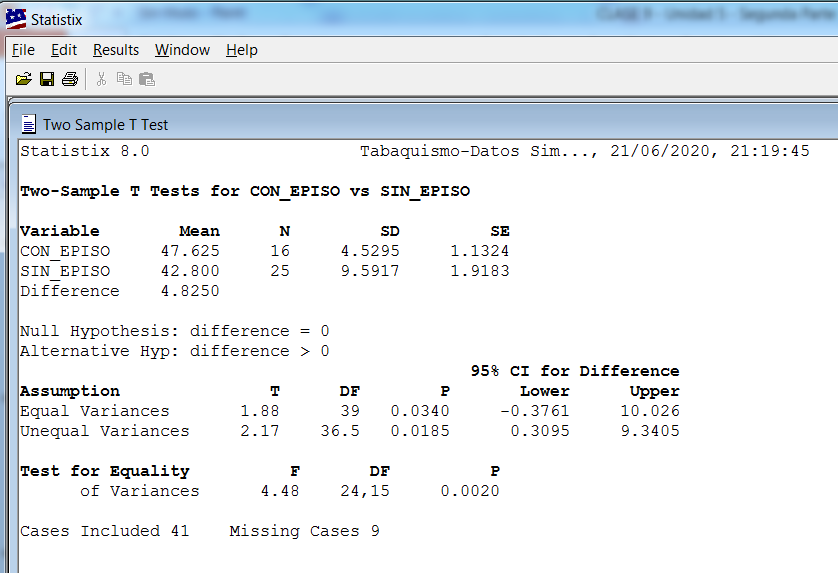 Statistix
File Edit Results Window Help
Two Sample T Test
Statistix 8.0 Tabaquismo-Datos Sim..., 21/06/2020, 21:19:45
Two-Sample T Tests for CON_EPISO vs SIN_EPISO
Variable Mean N SD SE
CON_EPISO 47.625 16 4.5295 1.1324
SIN_EPISO 42.800 25 9.5917 1.9183
Difference 4.8250
Null Hypothesis: difference = 0
Alternative Hyp: difference > 0
95% CI for Difference
Assumption T DF P Lower Upper
Equal Variances 1.88 39 0.0340 -0.3761 10.026
Unequal Variances 2.17 36.5 0.0185 0.3095 9.3405
Test for Equality F DF P
of Variances 4.48 24,15 0.0020
Cases Included 41 Missing Cases 9